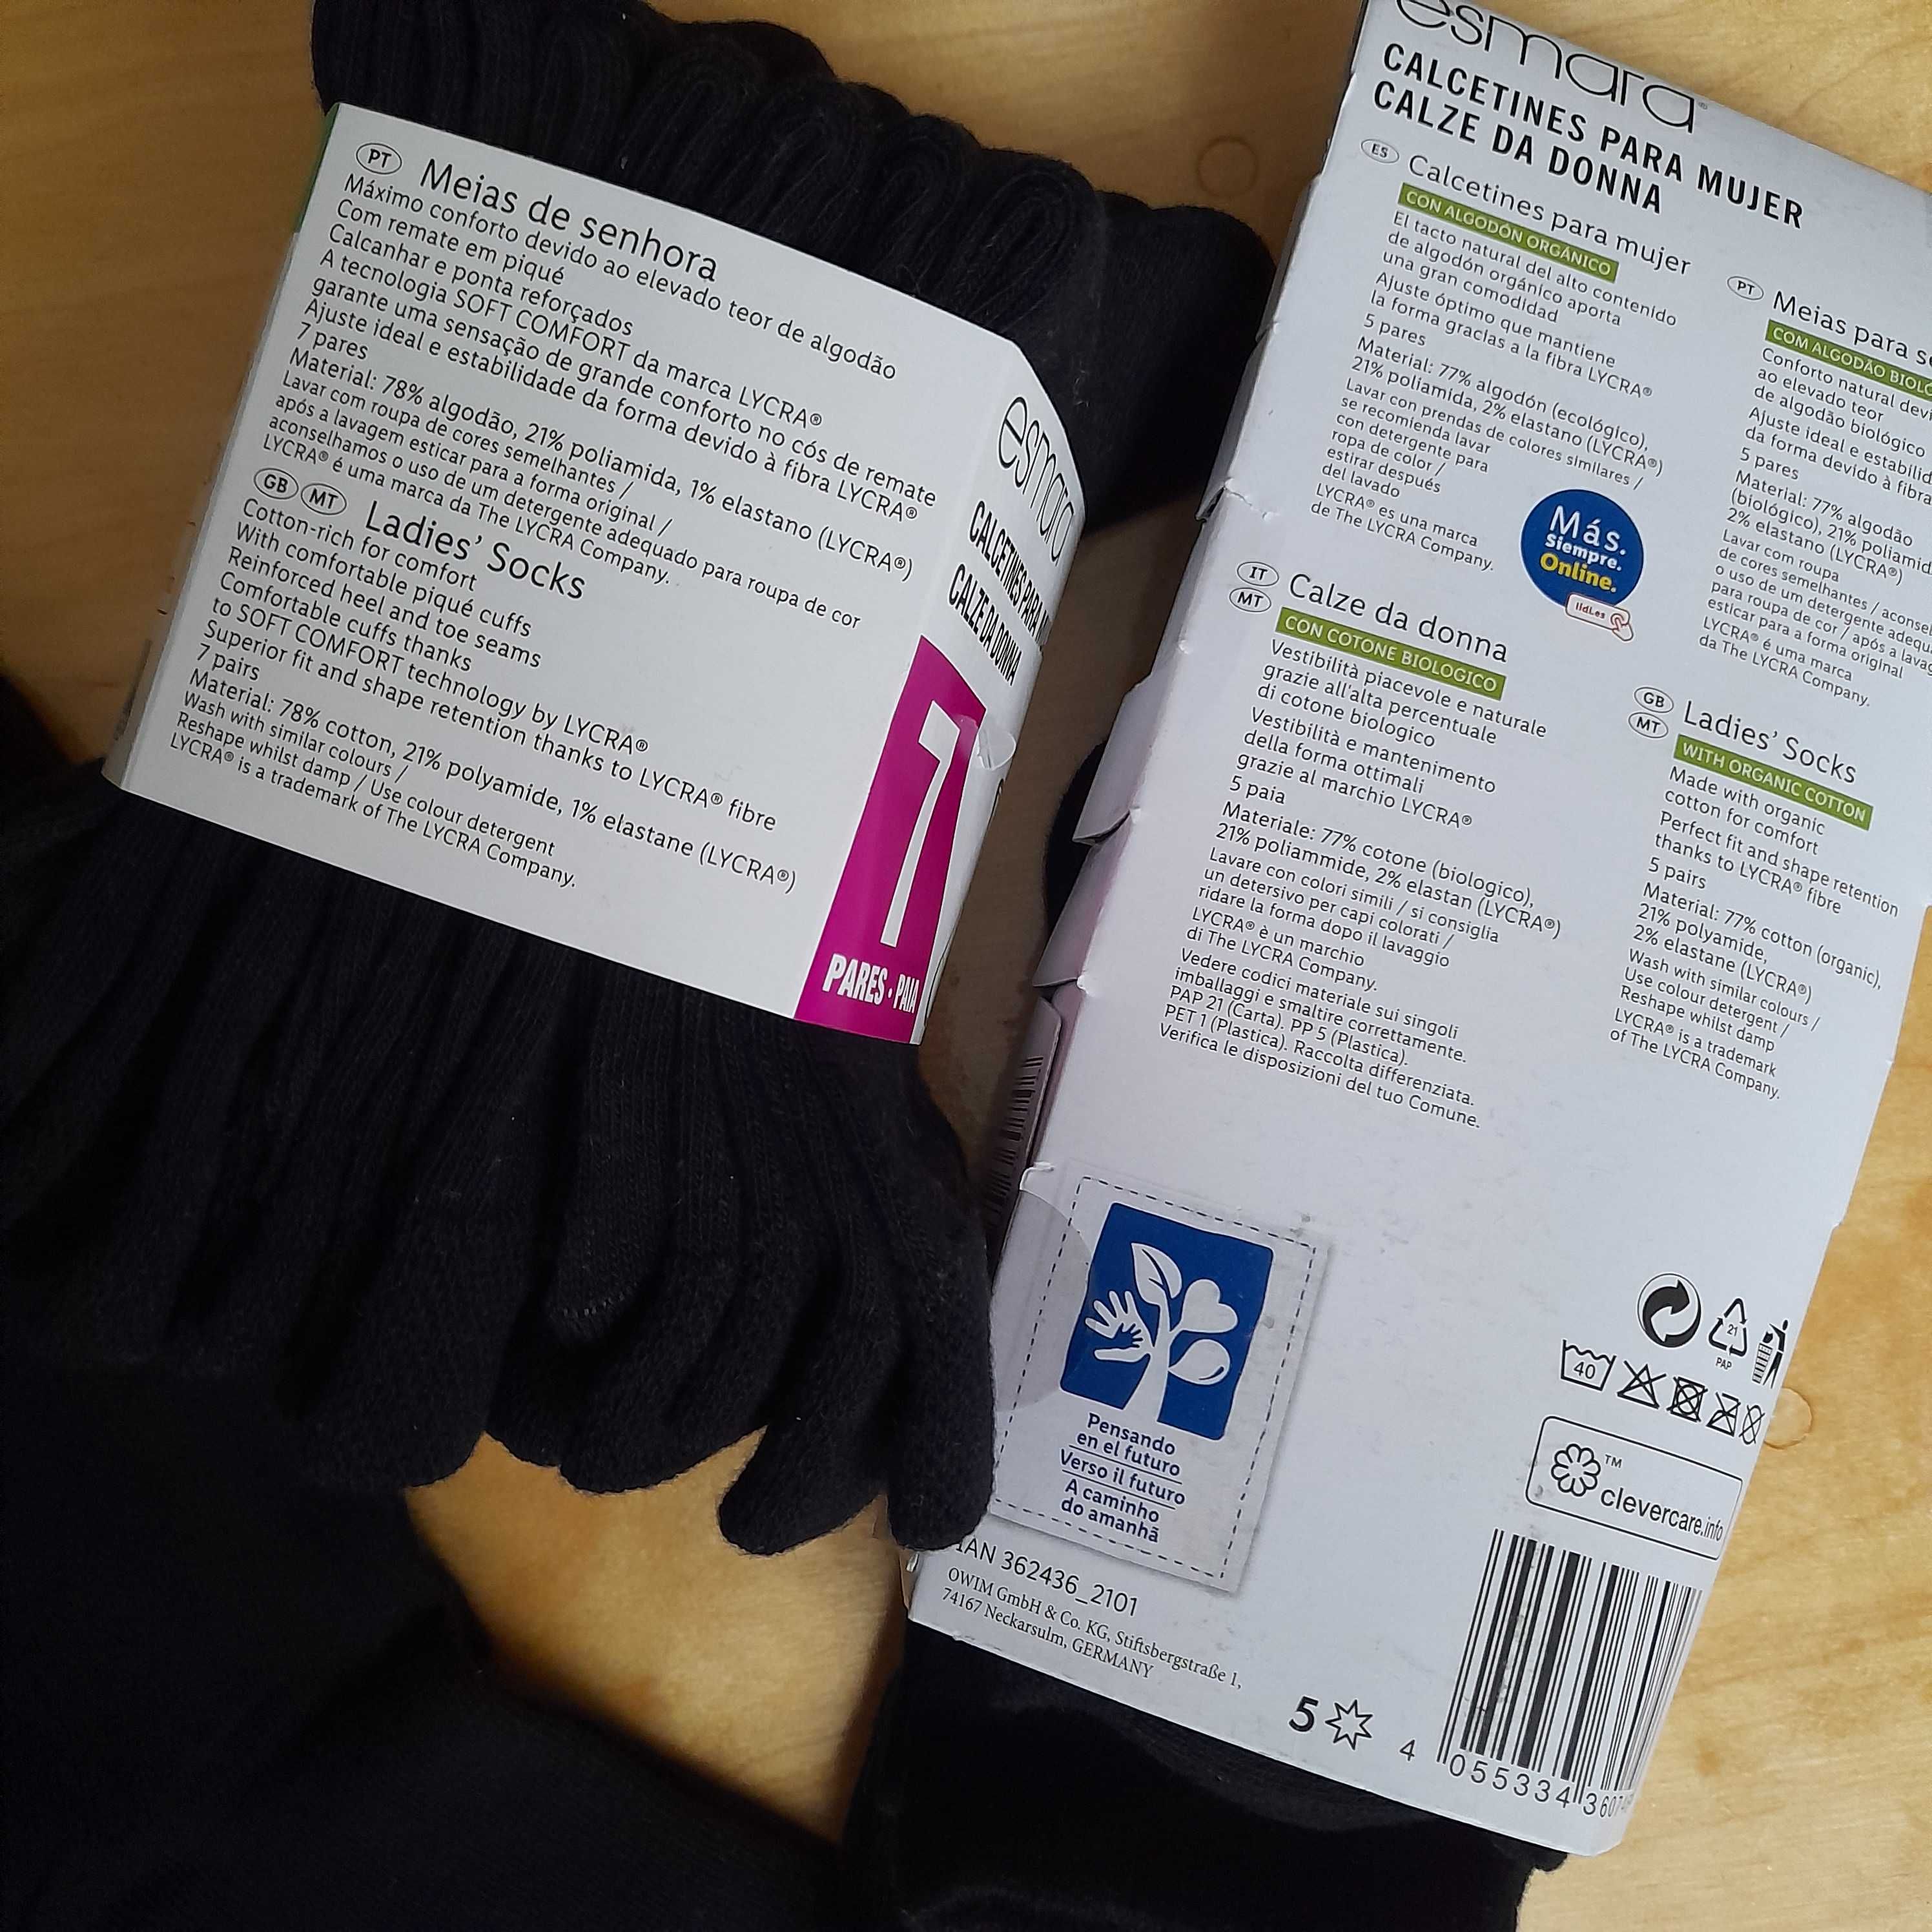 PT Meias de senhora
Máximo conforto devido ao elevado teor de algodão
Com remate em piqué
Calcanhar e ponta reforçados
A tecnologia SOFT COMFORT da marca LYCRA®
garante uma sensação de grande conforto no cós de remate
Ajuste ideal e estabilidade da forma devido à fibra LYCRA®
7 pares
Material: 78% algodão, 21% poliamida, 1% elastano (LYCRA®)
Lavar com roupa de cores semelhantes /
após a lavagem esticar para a forma original /
aconselhamos o uso de um detergente adequado para roupa de cor
LYCRA® é uma marca da The LYCRA Company.
GB MT Ladies' Socks
Cotton-rich for comfort
With comfortable piqué cuffs
Reinforced heel and toe seams
Comfortable cuffs thanks
to SOFT COMFORT technology by LYCRA®
Superior fit and shape retention thanks to LYCRA® fibre
7 pairs
Material: 78% cotton, 21% polyamide, 1% elastane (LYCRA®)
Wash with similar colours /
Reshape whilst damp / Use colour detergent
LYCRA® is a trademark of The LYCRA Company.
esmara
CALCETINES PARA
CALZE DA DONNA
7
PARES · PAIA
esmara®
CALCETINES PARA MUJER
CALZE DA DONNA
ES Calcetines para mujer
CON ALGODÓN ORGÁNICO
El tacto natural del alto contenido
de algodón orgánico aporta
una gran comodidad
Ajuste óptimo que mantiene
la forma gracias a la fibra LYCRA®
5 pares
Material: 77% algodón (ecológico),
21% poliamida, 2% elastano (LYCRA®)
Lavar con prendas de colores similares /
se recomienda lavar
con detergente para
ropa de color /
estirar después
del lavado
LYCRA® es una marca
de The LYCRA Company.
Más.
Siempre.
Online.
lidl.es
IT MT Calze da donna
CON COTONE BIOLOGICO
Vestibilità piacevole e naturale
grazie all'alta percentuale
di cotone biologico
Vestibilità e mantenimento
della forma ottimali
grazie al marchio LYCRA®
5 paia
Materiale: 77% cotone (biologico),
21% poliammide, 2% elastan (LYCRA®)
Lavare con colori simili / si consiglia
un detersivo per capi colorati /
ridare la forma dopo il lavaggio
LYCRA® è un marchio
di The LYCRA Company.
Vedere codici materiale sui singoli
imballaggi e smaltire correttamente.
PAP 21 (Carta). PP 5 (Plastica).
PET 1 (Plastica). Raccolta differenziata.
Verifica le disposizioni del tuo Comune.
PT Meias para
COM ALGODÃO
Conforto natural
ao elevado teor
de algodão biológico
Ajuste ideal e
da forma devido à fibra
5 pares
Material: 77% algodão
(biológico), 21%
2% elastano (LYCRA®)
Lavar com roupa
de cores semelhantes /
o uso de um detergente
para roupa de cor / após a
esticar para a forma original
LYCRA® é uma marca
da The LYCRA Company.
GB MT Ladies' Socks
WITH ORGANIC COTTON
Made with organic
cotton for comfort
Perfect fit and shape retention
thanks to LYCRA® fibre
5 pairs
Material: 77% cotton (organic),
21% polyamide,
2% elastane (LYCRA®)
Wash with similar colours /
Use colour detergent /
Reshape whilst damp
LYCRA® is a trademark
of The LYCRA Company.
Pensando
en el futuro
Verso il futuro
A caminho
do amanhã
21
PAP
40
™
clevercare.info
IAN 362436_2101
OWIM GmbH & Co. KG, Stiftsbergstraße 1,
74167 Neckarsulm, GERMANY
5
4 055334 3607